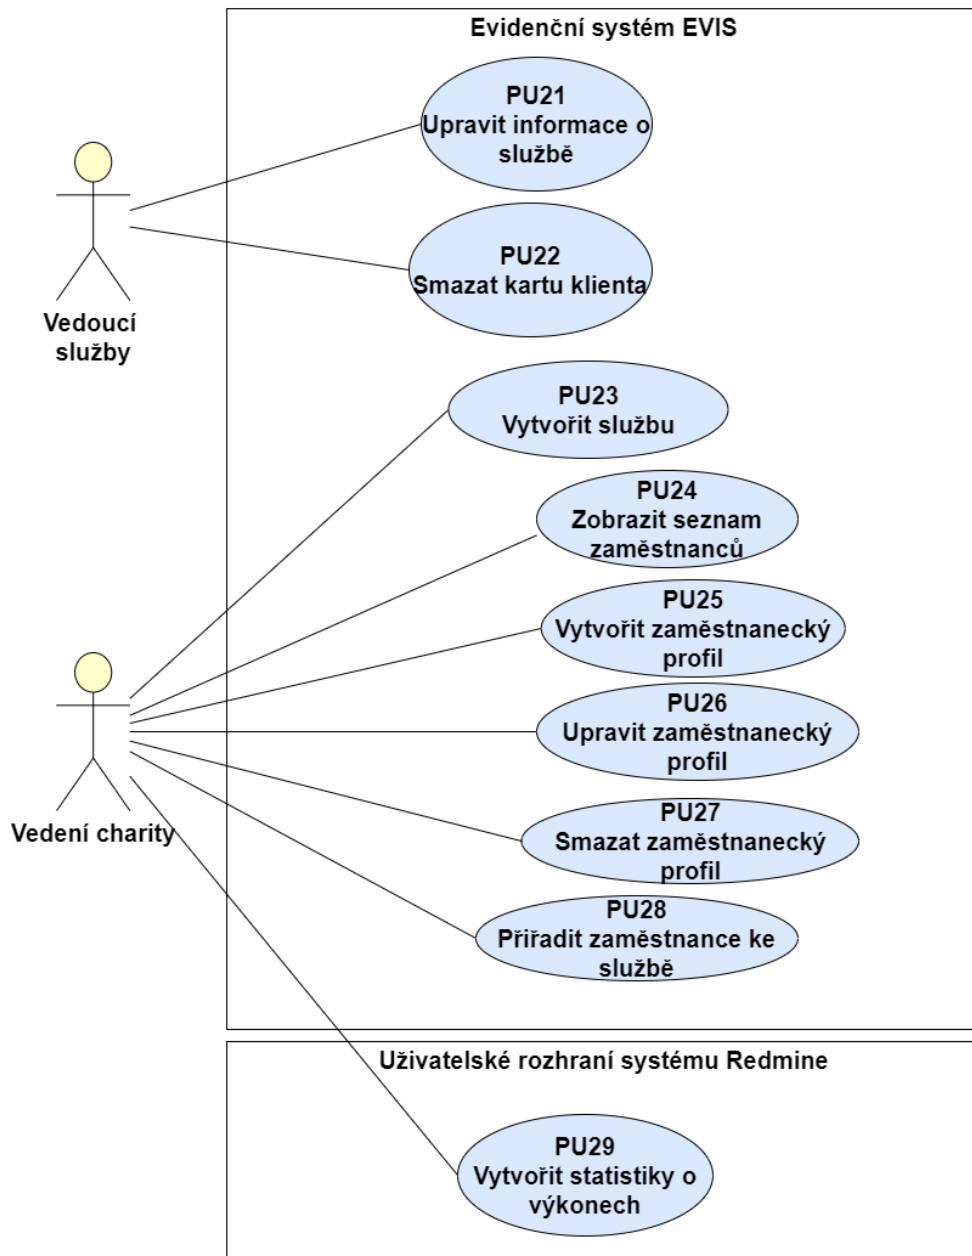 Evidenční systém EVIS
PU21
Upravit informace o
službě
PU22
Smazat kartu klienta
Vedoucí
služby
PU23
Vytvořit službu
PU24
Zobrazit seznam
zaměstnanců
PU25
Vytvořit zaměstnanecký
profil
PU26
Upravit zaměstnanecký
profil
Vedení charity
PU27
Smazat zaměstnanecký
profil
PU28
Přiřadit zaměstnance ke
službě
Uživatelské rozhraní systému Redmine
PU29
Vytvořit statistiky o
výkonech